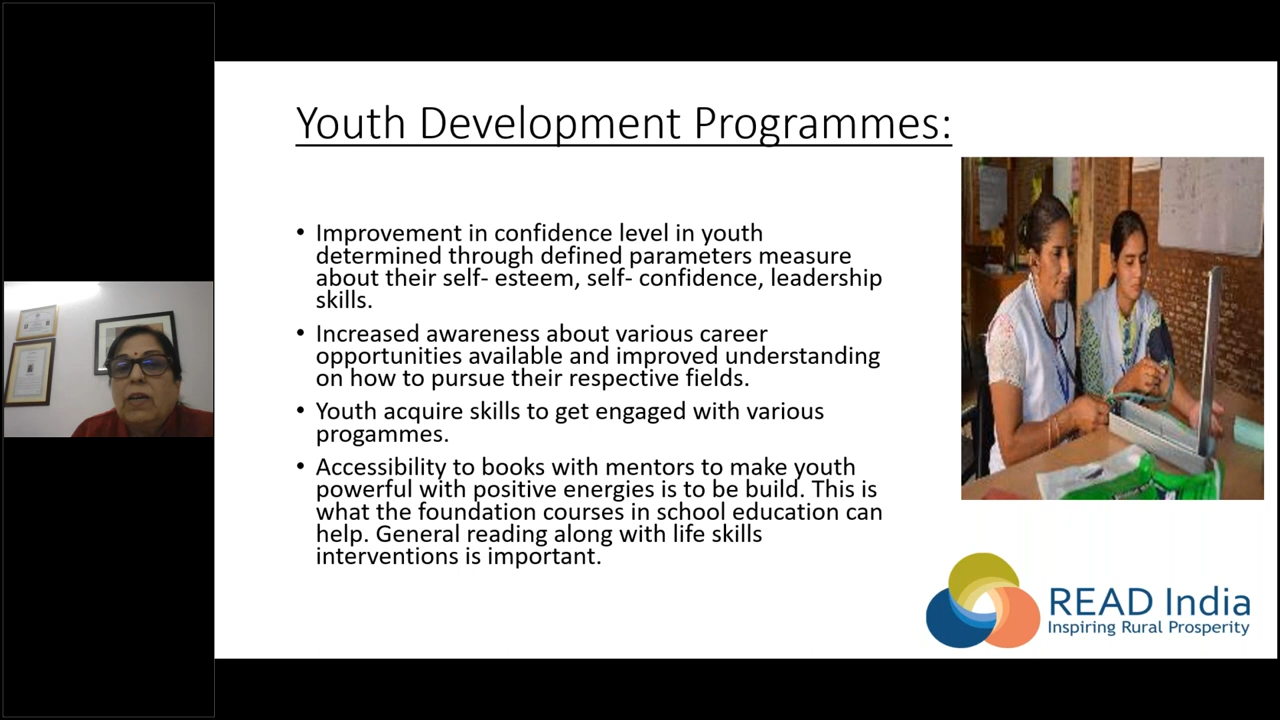 Youth Development Programmes:
• Improvement in confidence level in youth
determined through defined parameters measure
about their self- esteem, self- confidence, leadership
skills.
• Increased awareness about various career
opportunities available and improved understanding
on how to pursue their respective fields.
• Youth acquire skills to get engaged with various
progammes.
• Accessibility to books with mentors to make youth
powerful with positive energies is to be build. This is
what the foundation courses in school education can
help. General reading along with life skills
interventions is important.
READ India
Inspiring Rural Prosperity